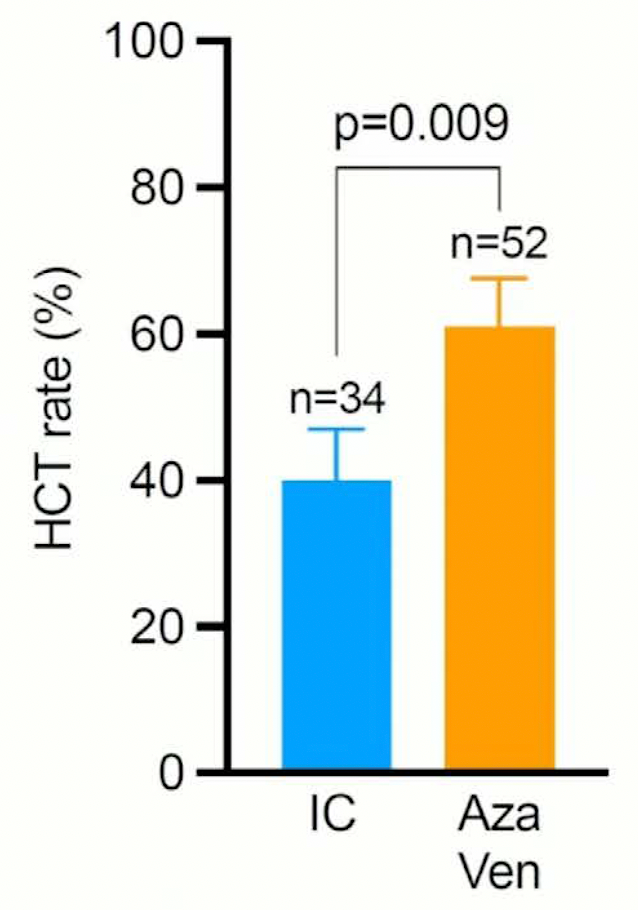 HCT rate (%)
100
80
60
40
20
0
p=0.009
n=52
n=34
IC
Aza
Ven